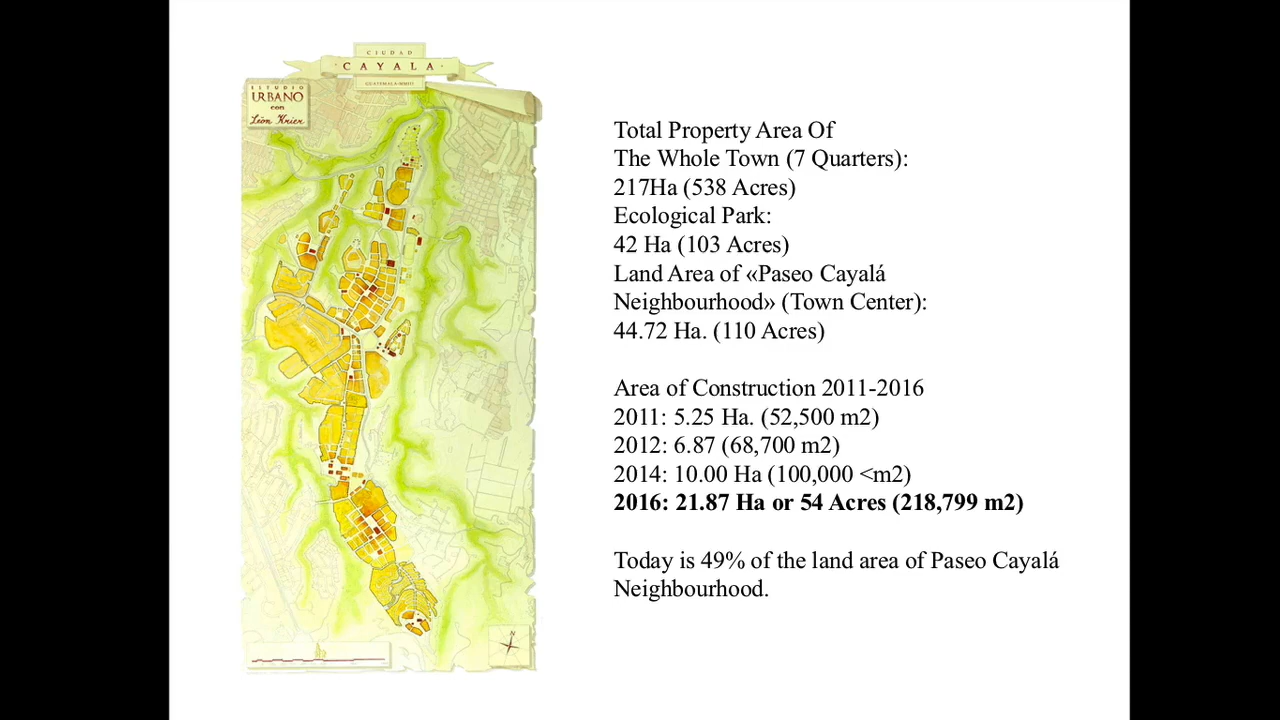 CIUDAD
· CAYALA ·
GUATEMALA · MMIII
ESTUDIO
URBANO
con
Léon Krier
Total Property Area Of
The Whole Town (7 Quarters):
217Ha (538 Acres)
Ecological Park:
42 Ha (103 Acres)
Land Area of «Paseo Cayalá
Neighbourhood» (Town Center):
44.72 Ha. (110 Acres)
Area of Construction 2011-2016
2011: 5.25 Ha. (52,500 m2)
2012: 6.87 (68,700 m2)
2014: 10.00 Ha (100,000 <m2)
2016: 21.87 Ha or 54 Acres (218,799 m2)
Today is 49% of the land area of Paseo Cayalá
Neighbourhood.
N